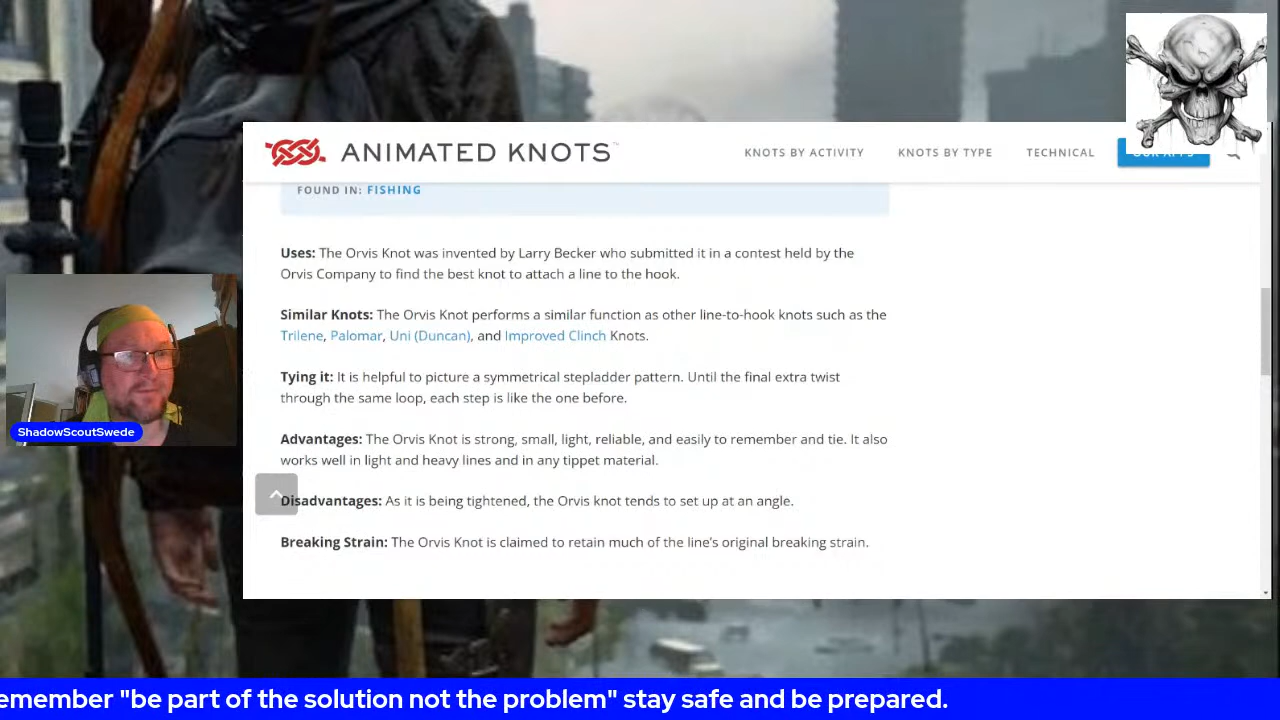 ANIMATED KNOTS
KNOTS BY ACTIVITY
KNOTS BY TYPE
TECHNICAL
OUR APPS
FOUND IN: FISHING
Uses: The Orvis Knot was invented by Larry Becker who submitted it in a contest held by the
Orvis Company to find the best knot to attach a line to the hook.
Similar Knots: The Orvis Knot performs a similar function as other line-to-hook knots such as the
Trilene, Palomar, Uni (Duncan), and Improved Clinch Knots.
Tying it: It is helpful to picture a symmetrical stepladder pattern. Until the final extra twist
through the same loop, each step is like the one before.
Advantages: The Orvis Knot is strong, small, light, reliable, and easily to remember and tie. It also
works well in light and heavy lines and in any tippet material.
Disadvantages: As it is being tightened, the Orvis knot tends to set up at an angle.
Breaking Strain: The Orvis Knot is claimed to retain much of the line's original breaking strain.
ShadowScoutSwede
emember "be part of the solution not the problem" stay safe and be prepared.